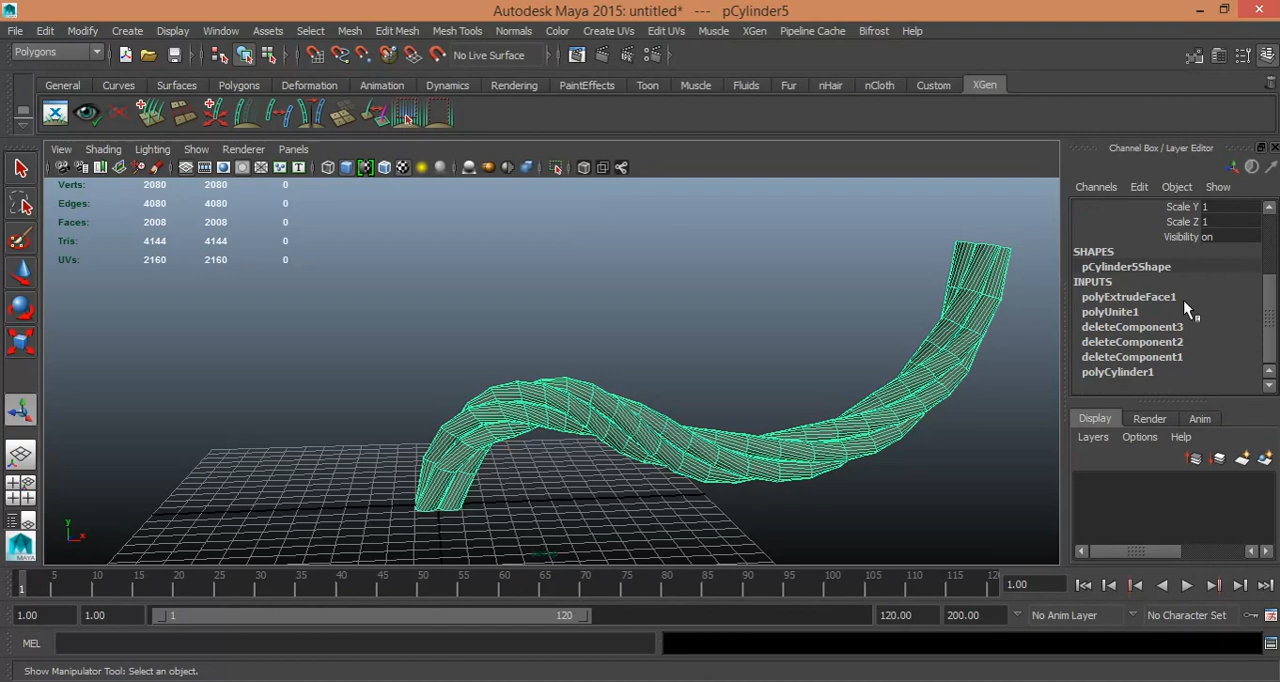 Autodesk Maya 2015: untitled* --- pCylinder5
File Edit Modify Create Display Window Assets Select Mesh Edit Mesh Mesh Tools Normals Color Create UVs Edit UVs Muscle XGen Pipeline Cache Bifrost Help
Polygons No Live Surface
General Curves Surfaces Polygons Deformation Animation Dynamics Rendering PaintEffects Toon Muscle Fluids Fur nHair nCloth Custom XGen
View Shading Lighting Show Renderer Panels
Verts: 2080 2080 0
Edges: 4080 4080 0
Faces: 2008 2008 0
Tris: 4144 4144 0
UVs: 2160 2160 0
Channel Box / Layer Editor
Channels Edit Object Show
Scale Y 1
Scale Z 1
Visibility on
SHAPES
pCylinder5Shape
INPUTS
polyExtrudeFace1
polyUnite1
deleteComponent3
deleteComponent2
deleteComponent1
polyCylinder1
Display Render Anim
Layers Options Help
y
x
MAYA
1 5 10 15 20 25 30 35 40 45 50 55 60 65 70 75 80 85 90 95 100 105 110 115 120
1.00
1.00 1.00 1 120 120.00 200.00 No Anim Layer No Character Set
MEL
Show Manipulator Tool: Select an object.